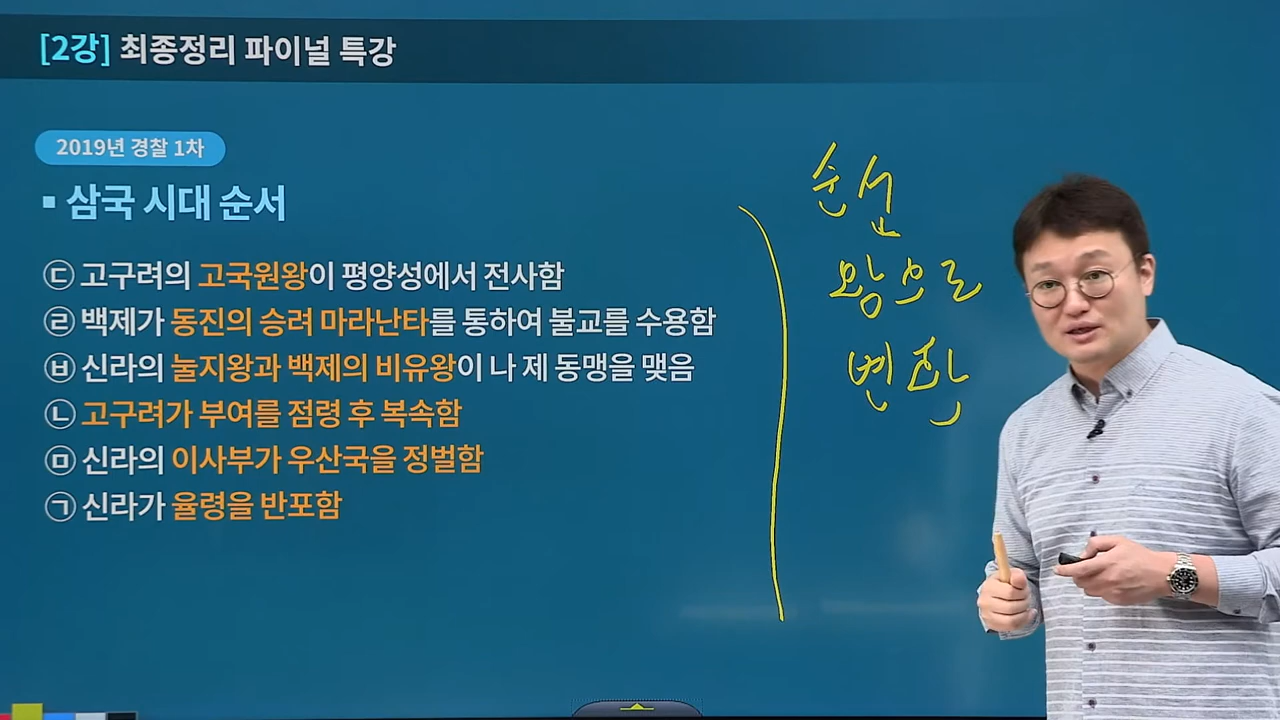 [2강] 최종정리 파이널 특강
2019년 경찰 1차
▪ 삼국 시대 순서
㉢ 고구려의 고국원왕이 평양성에서 전사함
㉣ 백제가 동진의 승려 마라난타를 통하여 불교를 수용함
㉥ 신라의 눌지왕과 백제의 비유왕이 나 제 동맹을 맺음
㉡ 고구려가 부여를 점령 후 복속함
㉤ 신라의 이사부가 우산국을 정벌함
㉠ 신라가 율령을 반포함
순서
왕으로
변환